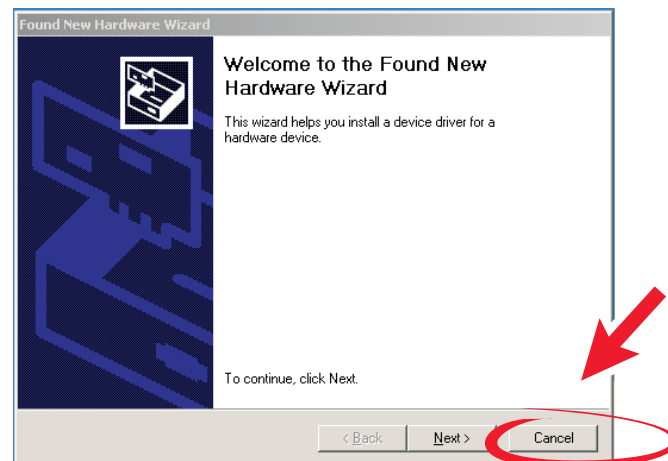 Found New Hardware Wizard
Welcome to the Found New
Hardware Wizard
This wizard helps you install a device driver for a
hardware device.
To continue, click Next.
< Back
Next >
Cancel